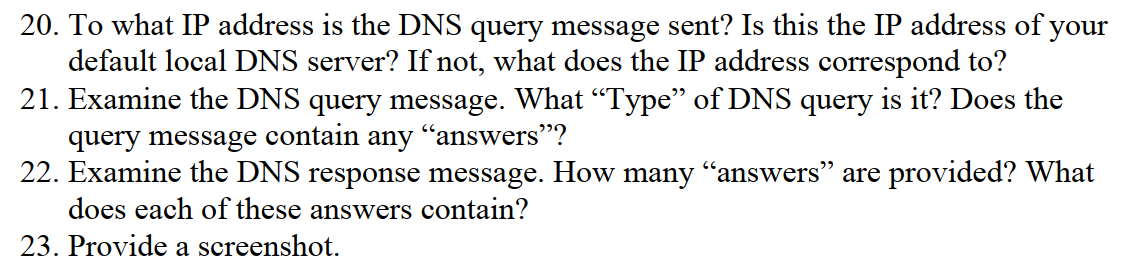 20. To what IP address is the DNS query message sent? Is this the IP address of your
default local DNS server? If not, what does the IP address correspond to?
21. Examine the DNS query message. What “Type” of DNS query is it? Does the
query message contain any “answers”?
22. Examine the DNS response message. How many “answers” are provided? What
does each of these answers contain?
23. Provide a screenshot.